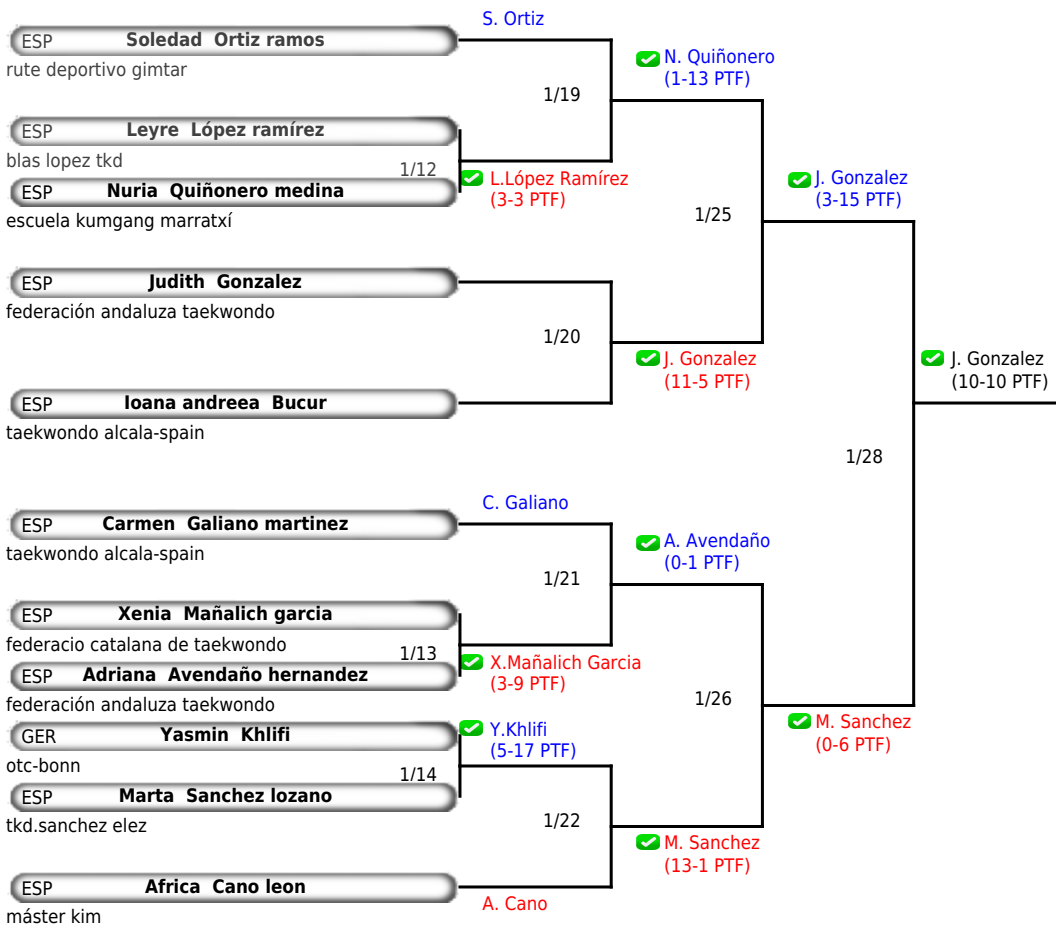 S. Ortiz
ESP Soledad Ortiz ramos
rute deportivo gimtar
N. Quiñonero
(1-13 PTF)
1/19
ESP Leyre López ramírez
blas lopez tkd
1/12
L.López Ramírez
(3-3 PTF)
ESP Nuria Quiñonero medina
escuela kumgang marratxí
J. Gonzalez
(3-15 PTF)
1/25
ESP Judith Gonzalez
federación andaluza taekwondo
1/20
J. Gonzalez
(11-5 PTF)
J. Gonzalez
(10-10 PTF)
ESP Ioana andreea Bucur
taekwondo alcala-spain
1/28
C. Galiano
ESP Carmen Galiano martinez
taekwondo alcala-spain
A. Avendaño
(0-1 PTF)
1/21
ESP Xenia Mañalich garcia
federacio catalana de taekwondo
1/13
X.Mañalich Garcia
(3-9 PTF)
ESP Adriana Avendaño hernandez
federación andaluza taekwondo
1/26
M. Sanchez
(0-6 PTF)
GER Yasmin Khlifi
otc-bonn
Y.Khlifi
(5-17 PTF)
1/14
ESP Marta Sanchez lozano
tkd.sanchez elez
1/22
M. Sanchez
(13-1 PTF)
ESP Africa Cano leon
máster kim
A. Cano